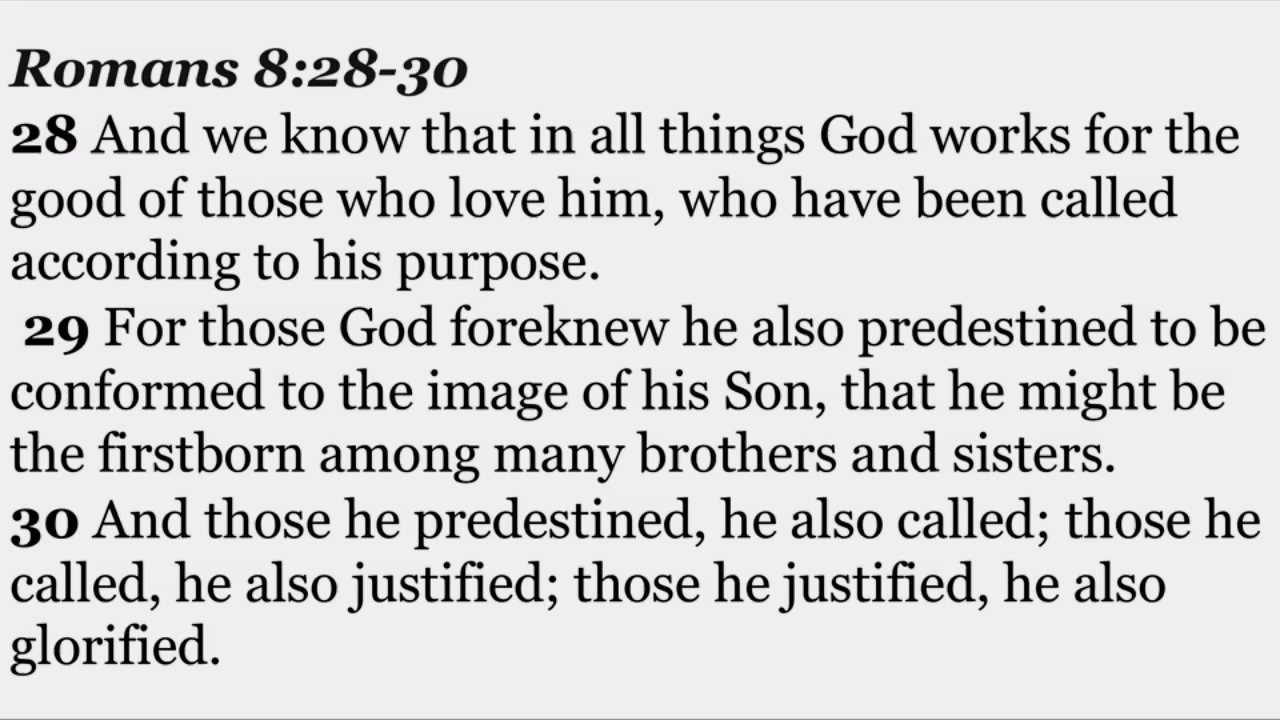 Romans 8:28-30
28 And we know that in all things God works for the
good of those who love him, who have been called
according to his purpose.
29 For those God foreknew he also predestined to be
conformed to the image of his Son, that he might be
the firstborn among many brothers and sisters.
30 And those he predestined, he also called; those he
called, he also justified; those he justified, he also
glorified.